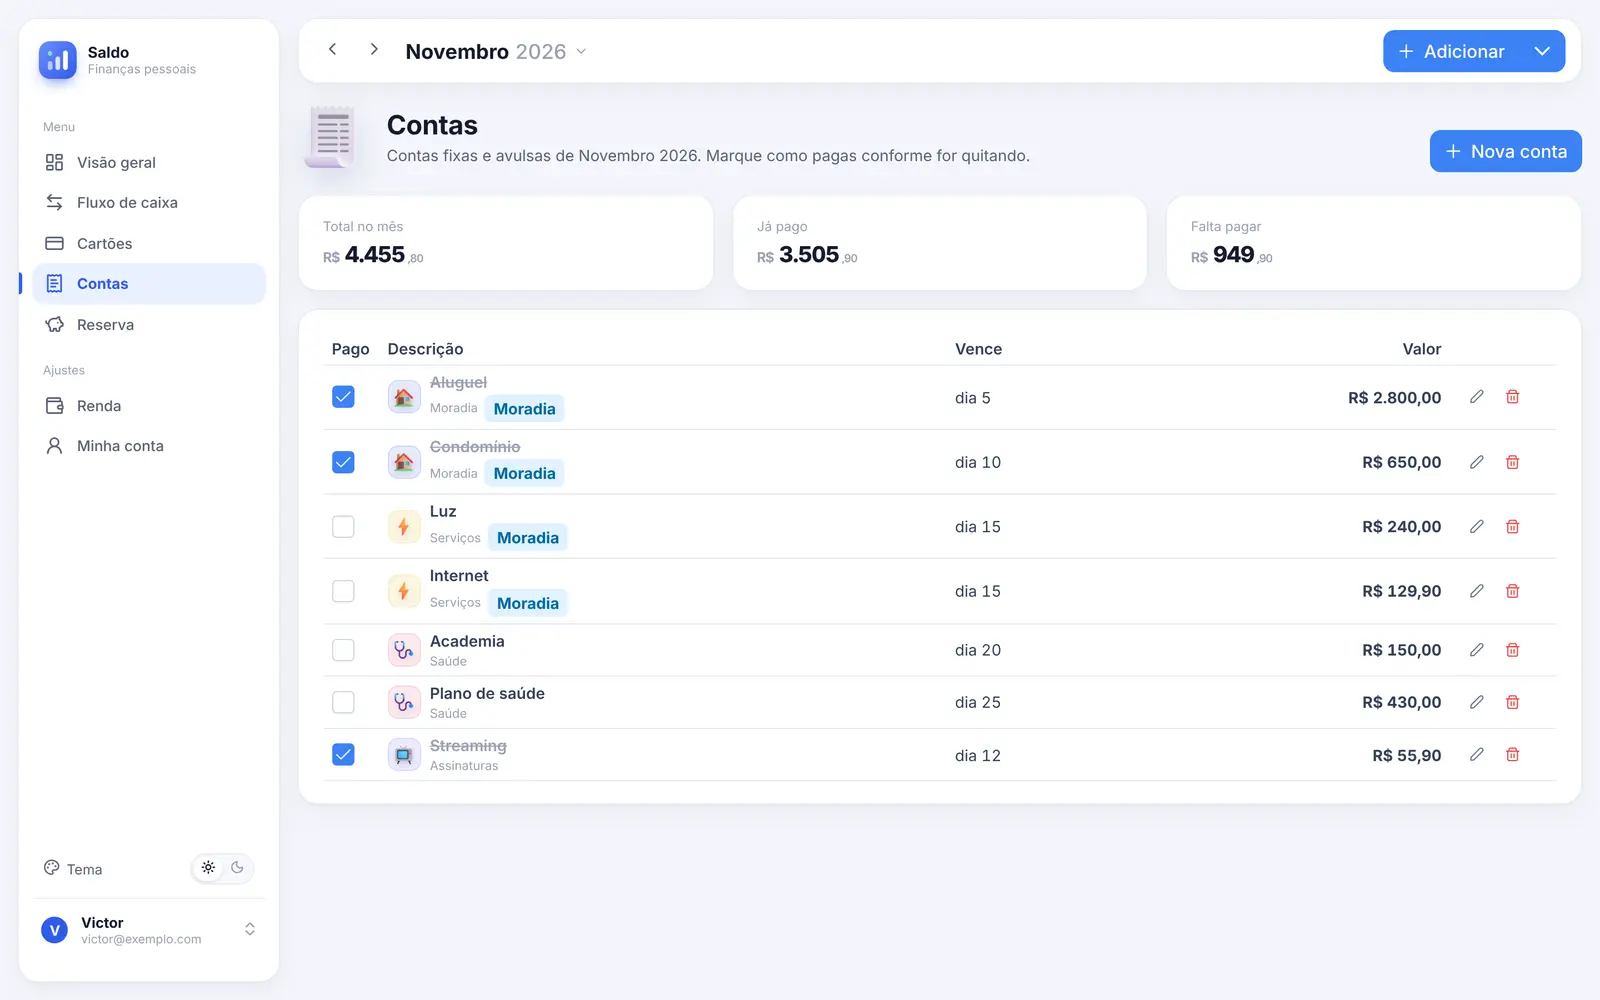 Saldo
Finanças pessoais
Menu
Visão geral
Fluxo de caixa
Cartões
Contas
Reserva
Ajustes
Renda
Minha conta
Tema
V
Victor
victor@exemplo.com
Novembro 2026
Adicionar
Contas
Contas fixas e avulsas de Novembro 2026. Marque como pagas conforme for quitando.
Nova conta
Total no mês
R$ 4.455,80
Já pago
R$ 3.505,90
Falta pagar
R$ 949,90
Pago Descrição Vence Valor
Aluguel
Moradia Moradia
dia 5 R$ 2.800,00
Condomínio
Moradia Moradia
dia 10 R$ 650,00
Luz
Serviços Moradia
dia 15 R$ 240,00
Internet
Serviços Moradia
dia 15 R$ 129,90
Academia
Saúde
dia 20 R$ 150,00
Plano de saúde
Saúde
dia 25 R$ 430,00
Streaming
Assinaturas
dia 12 R$ 55,90